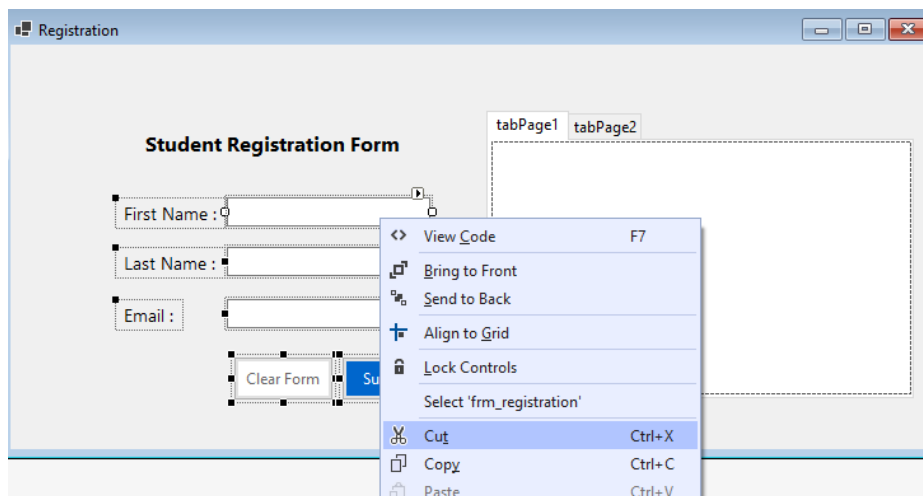 Registration
tabPage1 tabPage2
Student Registration Form
First Name :
View Code F7
Last Name :
Bring to Front
Send to Back
Email :
Align to Grid
Lock Controls
Clear Form Su
Select 'frm_registration'
Cut Ctrl+X
Copy Ctrl+C
Paste Ctrl+V